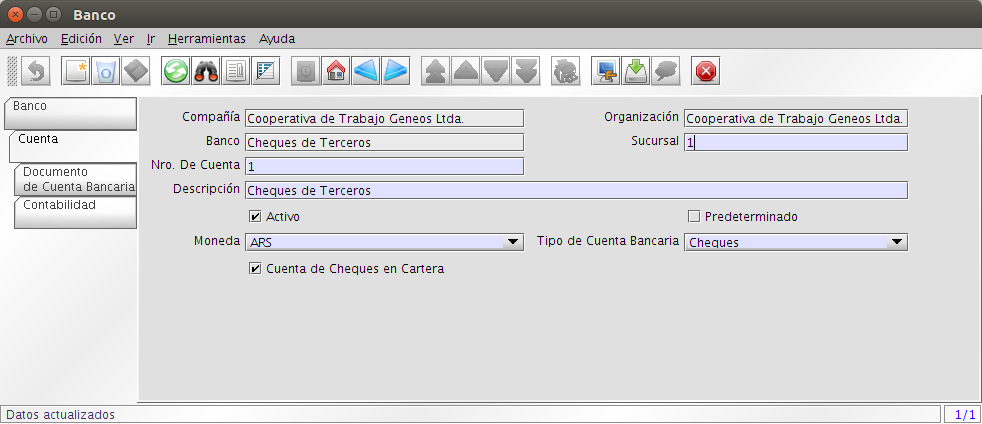 Banco
Archivo Edición Ver Ir Herramientas Ayuda
Banco
Cuenta
Documento
de Cuenta Bancaria
Contabilidad
Compañía Cooperativa de Trabajo Geneos Ltda. Organización Cooperativa de Trabajo Geneos Ltda.
Banco Cheques de Terceros Sucursal 1
Nro. De Cuenta 1
Descripción Cheques de Terceros
Activo Predeterminado
Moneda ARS Tipo de Cuenta Bancaria Cheques
Cuenta de Cheques en Cartera
Datos actualizados 1/1